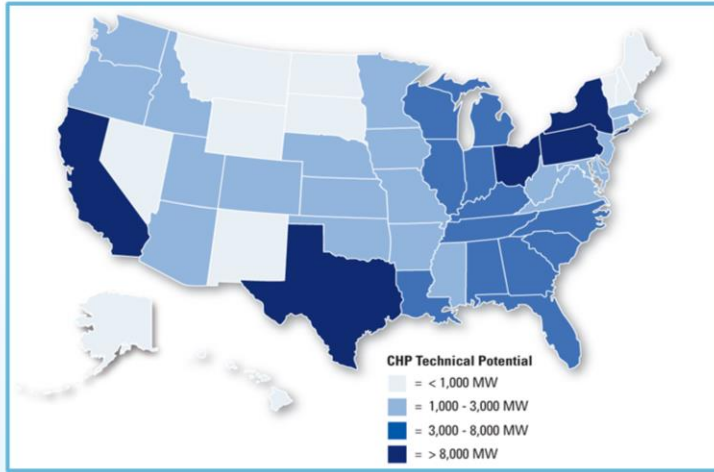 CHP Technical Potential
= < 1,000 MW
= 1,000 - 3,000 MW
= 3,000 - 8,000 MW
= > 8,000 MW